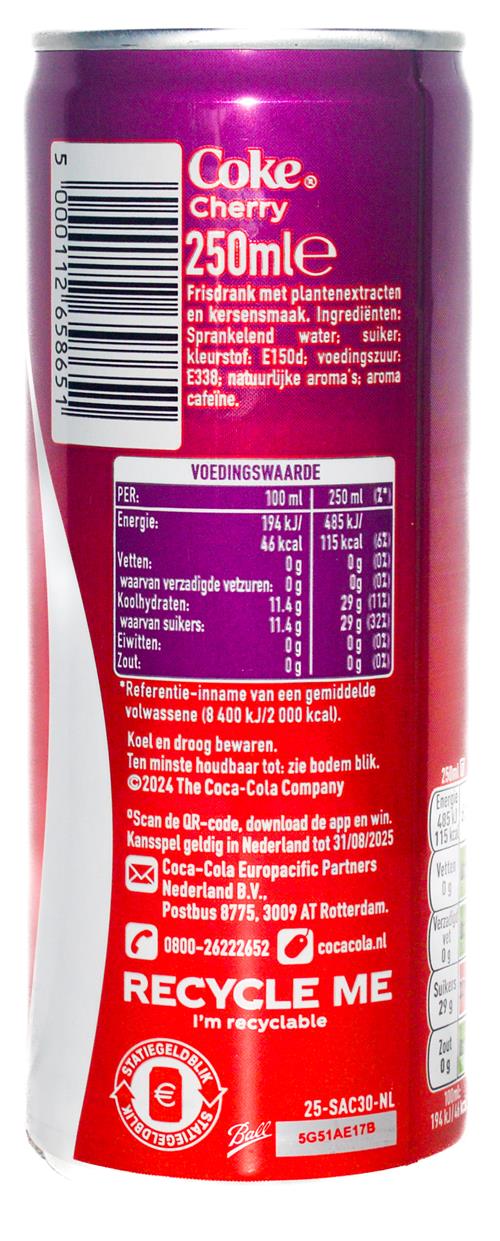 5 000112 658651
Coke®
Cherry
250ml℮
Frisdrank met plantenextracten
en kersensmaak. Ingrediënten:
Sprankelend water; suiker;
kleurstof: E150d; voedingszuur:
E338; natuurlijke aroma's; aroma
cafeïne.
VOEDINGSWAARDE
PER: 100 ml 250 ml (%*)
Energie: 194 kJ/ 485 kJ/
46 kcal 115 kcal (6%)
Vetten: 0 g 0 g (0%)
waarvan verzadigde vetzuren: 0 g 0g (0%)
Koolhydraten: 11.4 g 29 g (11%)
waarvan suikers: 11.4 g 29 g (32%)
Eiwitten: 0 g 0 g (0%)
Zout: 0 g 0 g (0%)
*Referentie-inname van een gemiddelde
volwassene (8 400 kJ/2 000 kcal).
Koel en droog bewaren.
Ten minste houdbaar tot: zie bodem blik.
©2024 The Coca-Cola Company
°Scan de QR-code, download de app en win.
Kansspel geldig in Nederland tot 31/08/2025
Coca-Cola Europacific Partners
Nederland B.V.,
Postbus 8775, 3009 AT Rotterdam.
0800-26222652 cocacola.nl
RECYCLE ME
I'm recyclable
STATIEGELDBLIK
€
STATIEGELDBLIK
Ball
25-SAC30-NL
5G51AE17B
250ml
Energie
485 kJ
115 kcal
Vetten
0 g
Verzadigd
vet
0 g
Suikers
29 g
Zout
0 g
100ml:
194 kJ/46